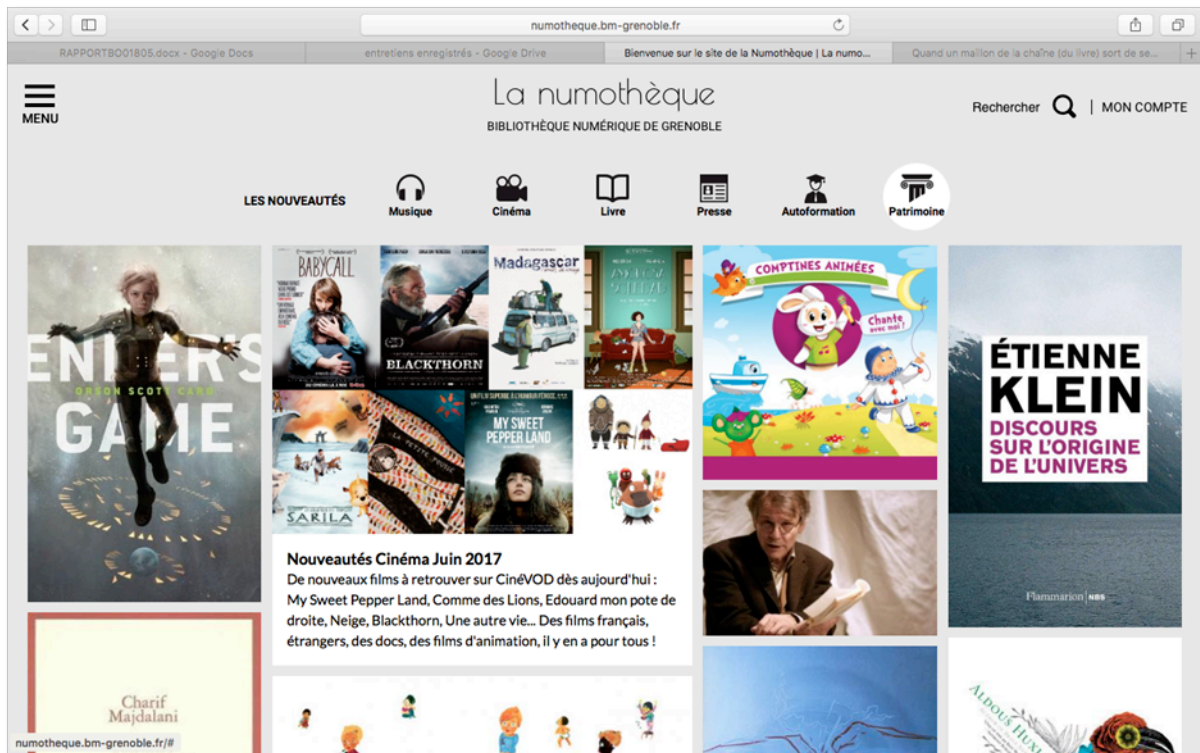 numotheque.bm-grenoble.fr
RAPPORTBO01805.docx - Google Docs
entretiens enregistrés - Google Drive
Bienvenue sur le site de la Numothèque | La numo...
Quand un maillon de la chaîne (du livre) sort de se...
MENU
La numothèque
BIBLIOTHÈQUE NUMÉRIQUE DE GRENOBLE
Rechercher
| MON COMPTE
LES NOUVEAUTÉS
Musique
Cinéma
Livre
Presse
Autoformation
Patrimoine
ENDER'S
ORSON SCOTT CARD
GAME
BABYCALL
BLACKTHORN
Madagascar
COMPTINES ANIMÉES
Chante
avec moi !
ÉTIENNE
KLEIN
DISCOURS
SUR L'ORIGINE
DE L'UNIVERS
Flammarion | NBS
SARILA
LA PETITE POUSSE
MY SWEET
PEPPER LAND
Nouveautés Cinéma Juin 2017
De nouveaux films à retrouver sur CinéVOD dès aujourd'hui :
My Sweet Pepper Land, Comme des Lions, Edouard mon pote de
droite, Neige, Blackthorn, Une autre vie... Des films français,
étrangers, des docs, des films d'animation, il y en a pour tous !
Charif
Majdalani
ALDOUS HUX
numotheque.bm-grenoble.fr/#